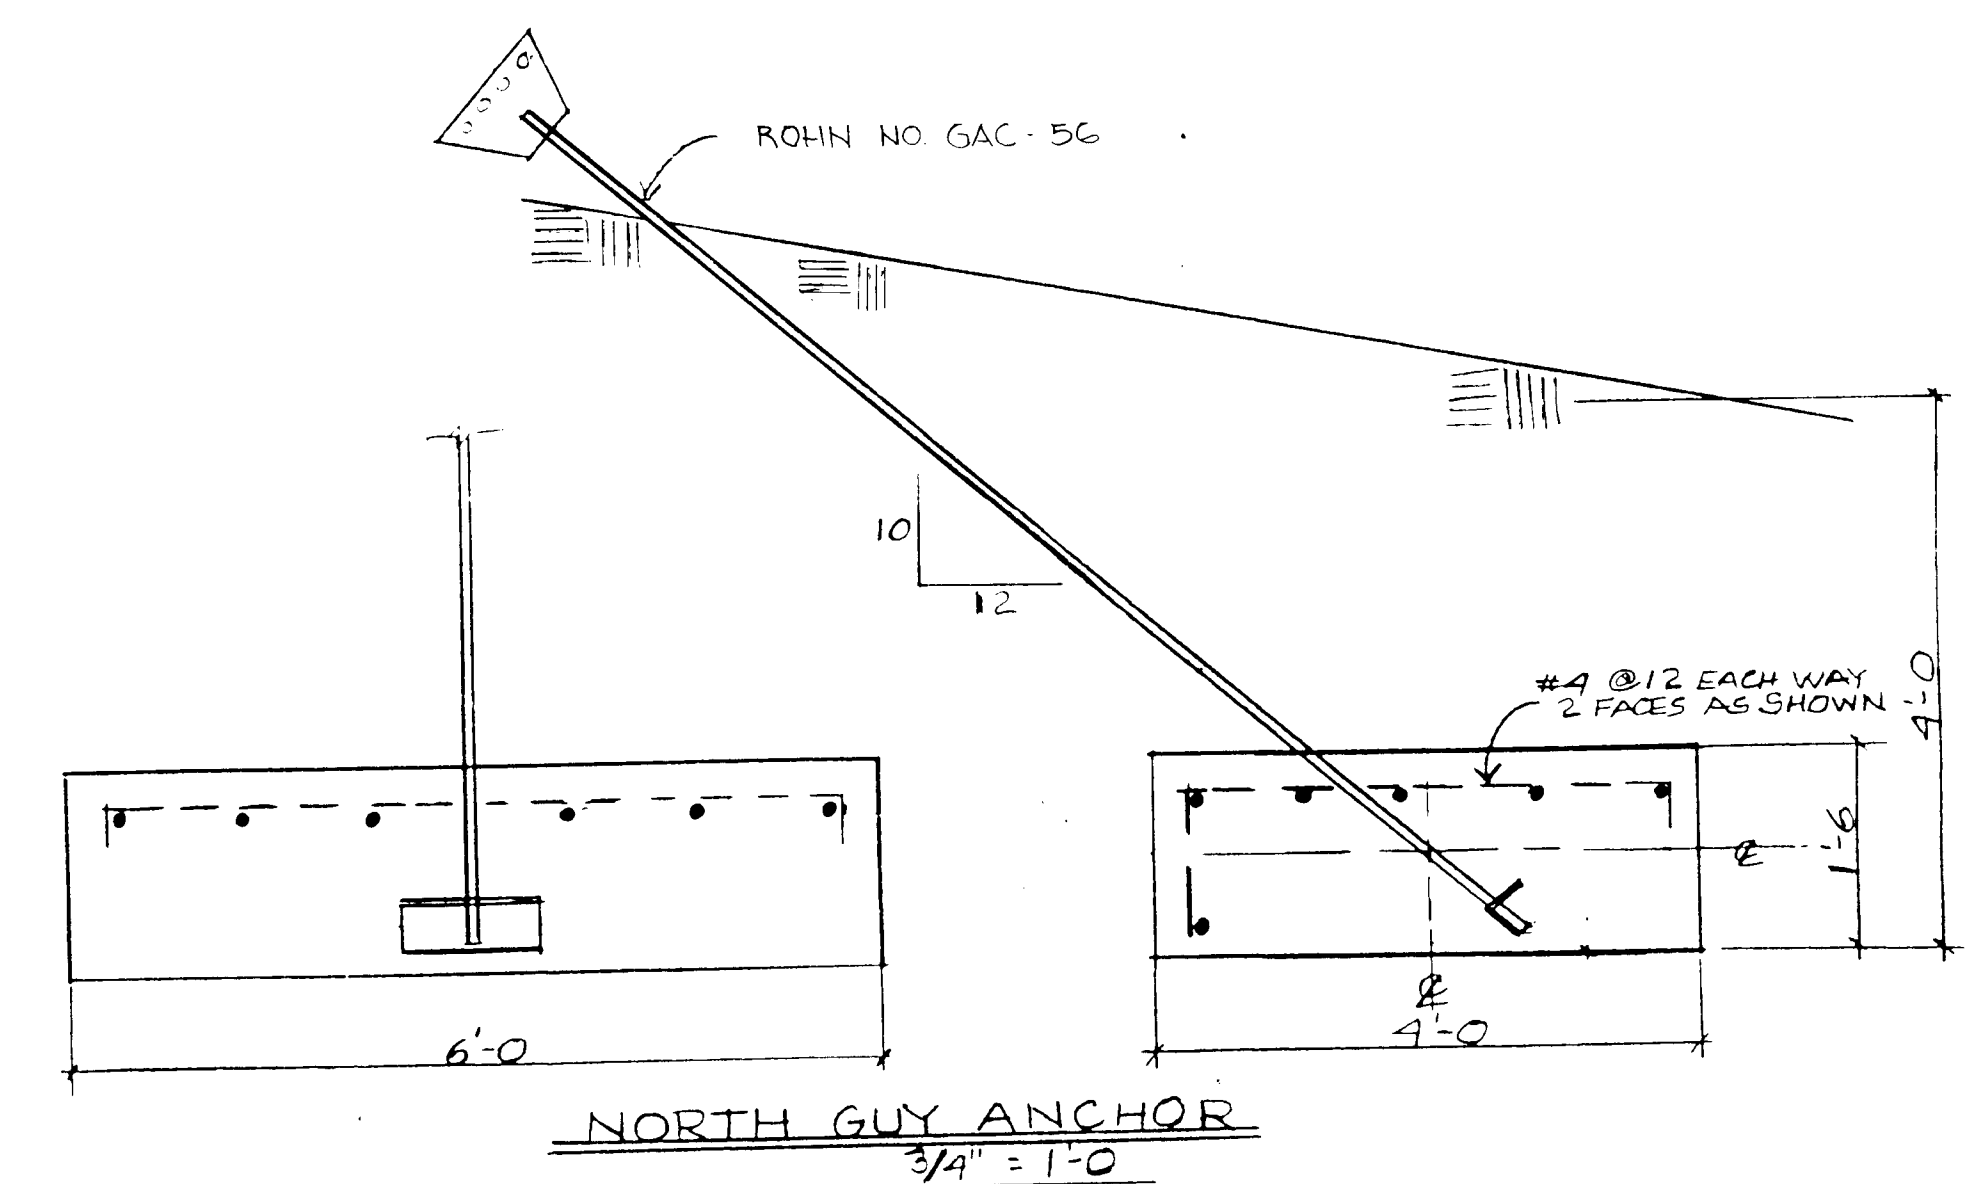 ROHN NO. GAC-56
10
12
#4 @12 EACH WAY
2 FACES AS SHOWN
4'-0
1'-6
℄
℄
6'-0
4'-0
NORTH GUY ANCHOR
3/4" = 1'-0